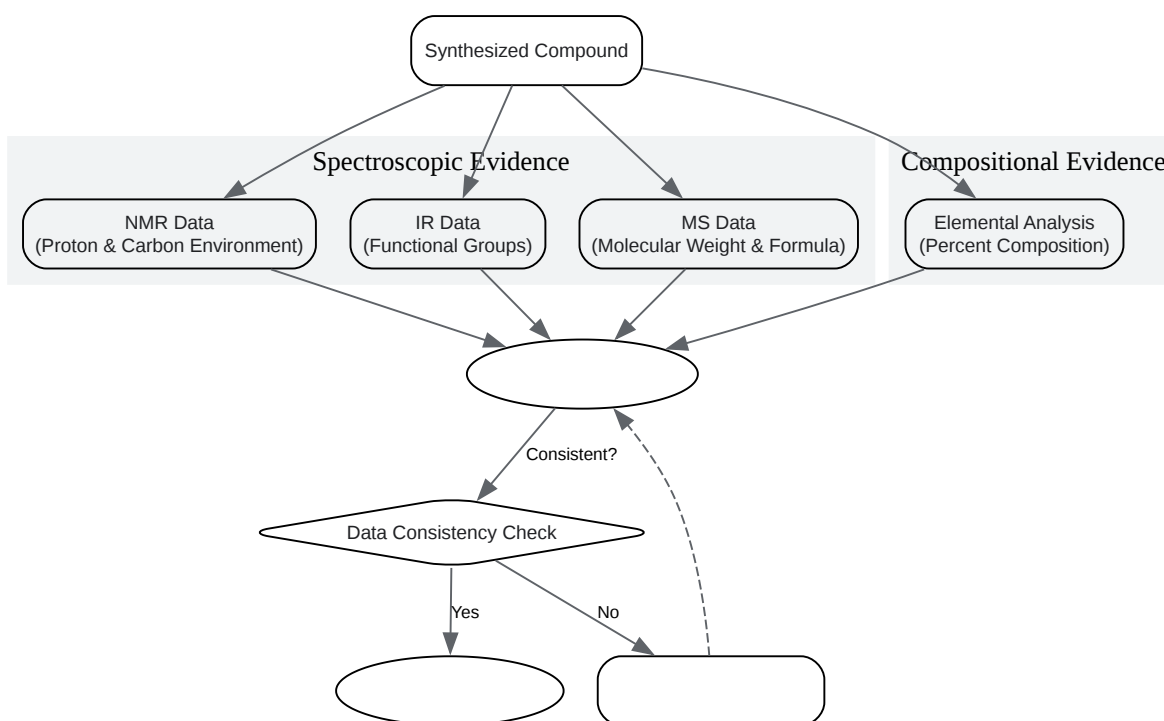 Synthesized Compound
Spectroscopic Evidence
Compositional Evidence
NMR Data
(Proton & Carbon Environment)
IR Data
(Functional Groups)
MS Data
(Molecular Weight & Formula)
Elemental Analysis
(Percent Composition)
Consistent?
Data Consistency Check
Yes
No